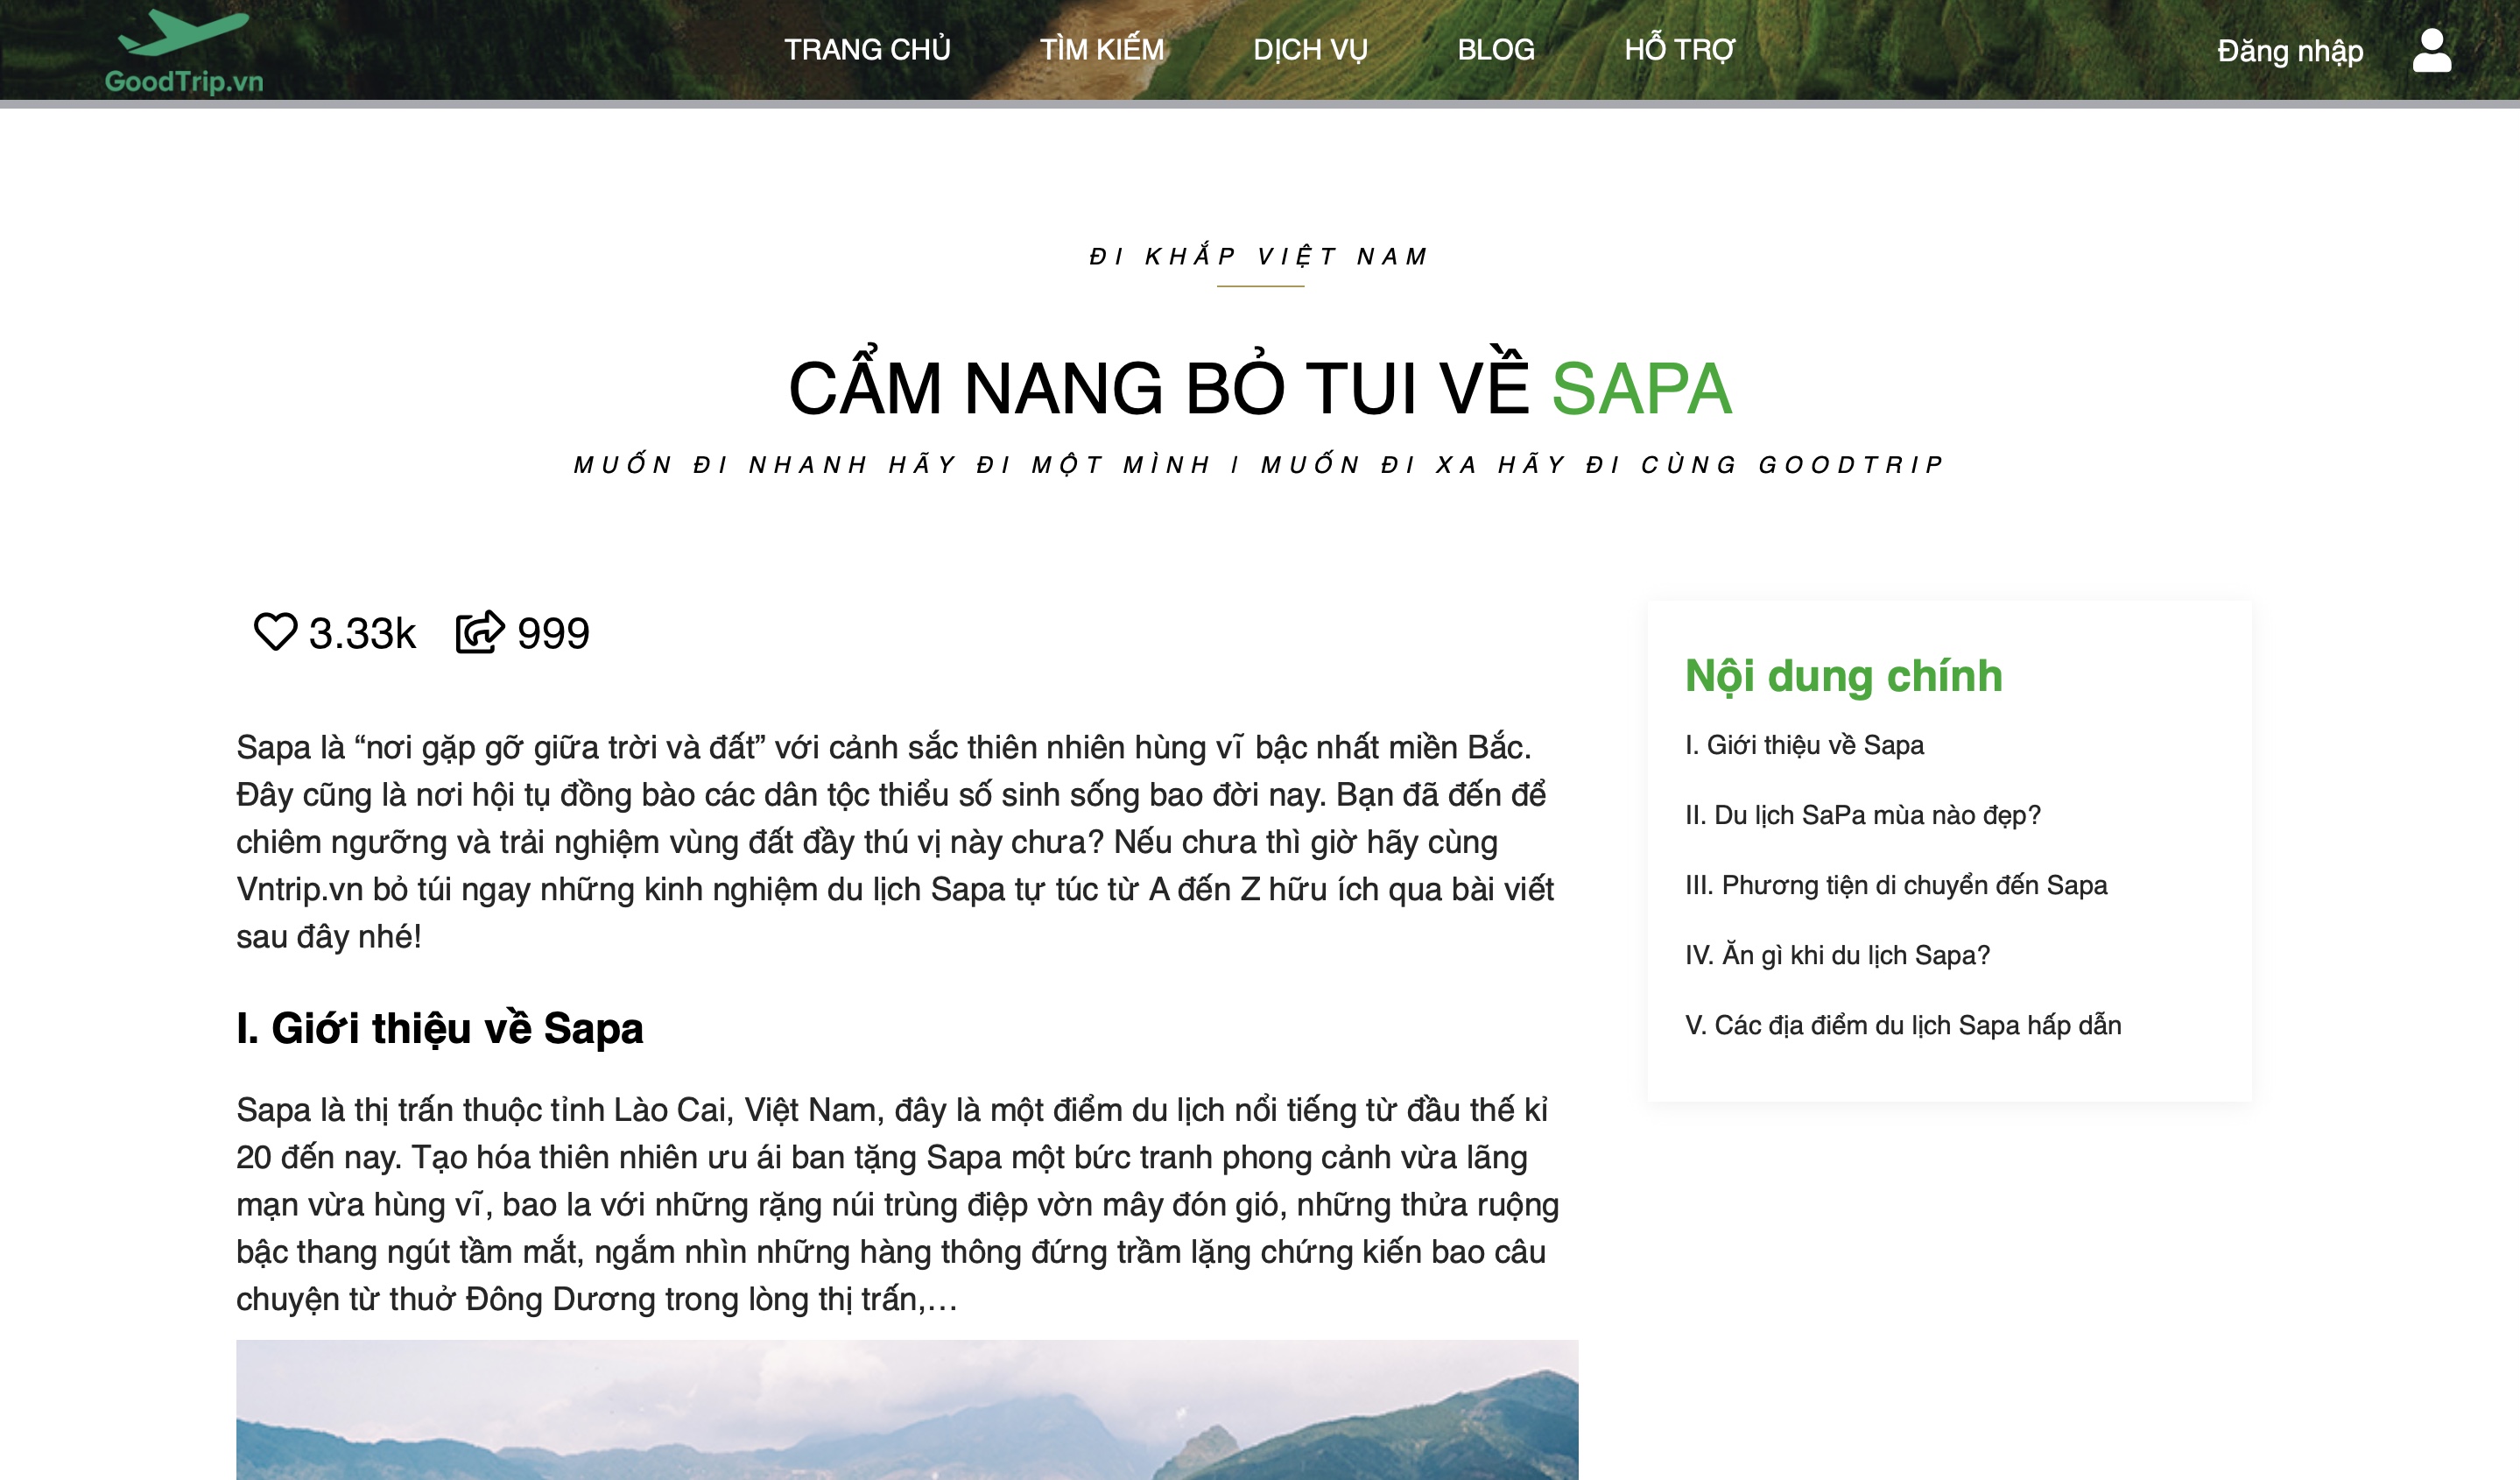 GoodTrip.vn
TRANG CHỦ
TÌM KIẾM
DỊCH VỤ
BLOG
HỖ TRỢ
Đăng nhập
ĐI KHẮP VIỆT NAM
CẨM NANG BỎ TUI VỀ SAPA
MUỐN ĐI NHANH HÃY ĐI MỘT MÌNH | MUỐN ĐI XA HÃY ĐI CÙNG GOODTRIP
3.33k
999
Sapa là “nơi gặp gỡ giữa trời và đất” với cảnh sắc thiên nhiên hùng vĩ bậc nhất miền Bắc.
Đây cũng là nơi hội tụ đồng bào các dân tộc thiểu số sinh sống bao đời nay. Bạn đã đến để
chiêm ngưỡng và trải nghiệm vùng đất đầy thú vị này chưa? Nếu chưa thì giờ hãy cùng
Vntrip.vn bỏ túi ngay những kinh nghiệm du lịch Sapa tự túc từ A đến Z hữu ích qua bài viết
sau đây nhé!
I. Giới thiệu về Sapa
Sapa là thị trấn thuộc tỉnh Lào Cai, Việt Nam, đây là một điểm du lịch nổi tiếng từ đầu thế kỉ
20 đến nay. Tạo hóa thiên nhiên ưu ái ban tặng Sapa một bức tranh phong cảnh vừa lãng
mạn vừa hùng vĩ, bao la với những rặng núi trùng điệp vờn mây đón gió, những thửa ruộng
bậc thang ngút tầm mắt, ngắm nhìn những hàng thông đứng trầm lặng chứng kiến bao câu
chuyện từ thuở Đông Dương trong lòng thị trấn,…
Nội dung chính
I. Giới thiệu về Sapa
II. Du lịch SaPa mùa nào đẹp?
III. Phương tiện di chuyển đến Sapa
IV. Ăn gì khi du lịch Sapa?
V. Các địa điểm du lịch Sapa hấp dẫn